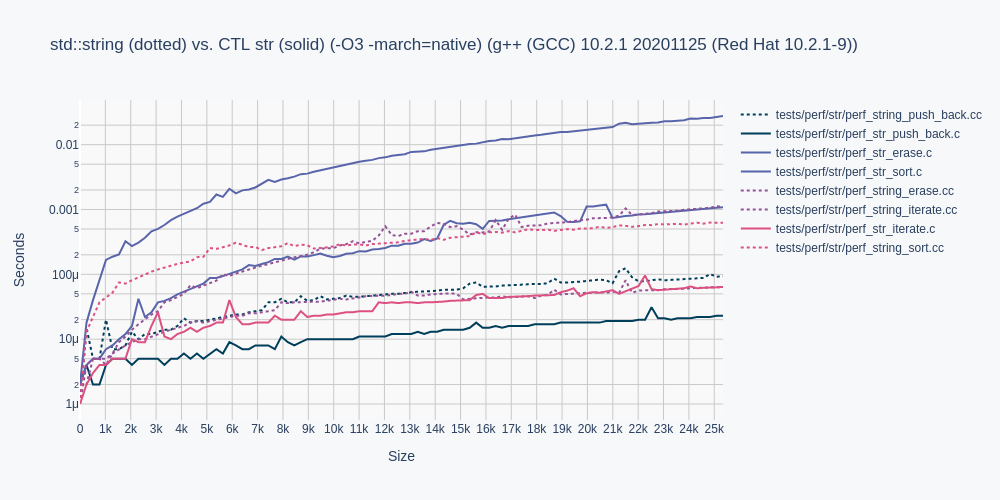 std::string (dotted) vs. CTL str (solid) (-O3 -march=native) (g++ (GCC) 10.2.1 20201125 (Red Hat 10.2.1-9))
tests/perf/str/perf_string_push_back.cc
tests/perf/str/perf_str_push_back.c
tests/perf/str/perf_str_erase.c
tests/perf/str/perf_str_sort.c
tests/perf/str/perf_string_erase.cc
tests/perf/str/perf_string_iterate.cc
tests/perf/str/perf_str_iterate.c
tests/perf/str/perf_string_sort.cc
Seconds
2
0.01
5
2
0.001
5
2
100μ
5
2
10μ
5
2
1μ
0 1k 2k 3k 4k 5k 6k 7k 8k 9k 10k 11k 12k 13k 14k 15k 16k 17k 18k 19k 20k 21k 22k 23k 24k 25k
Size